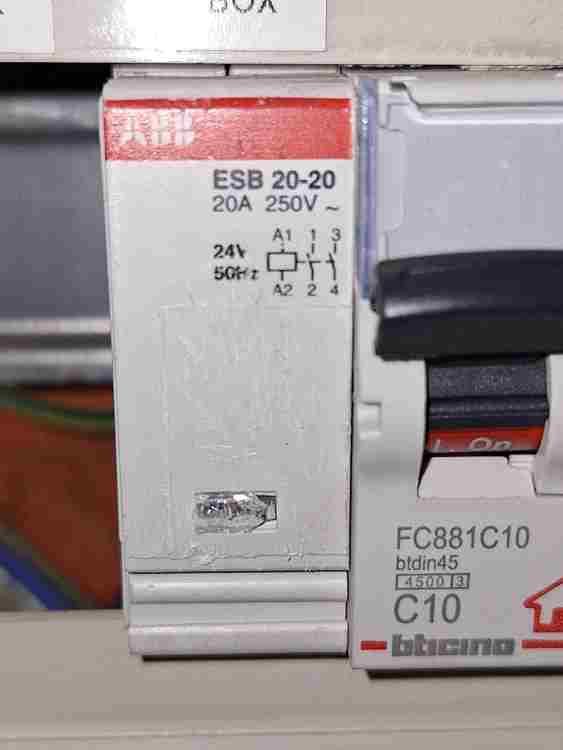 BOX
ABB
ESB 20-20
20A 250V ~
24V
50Hz
A1 1 3
A2 2 4
I On
FC881C10
btdin45
4500 3
C10
bticino